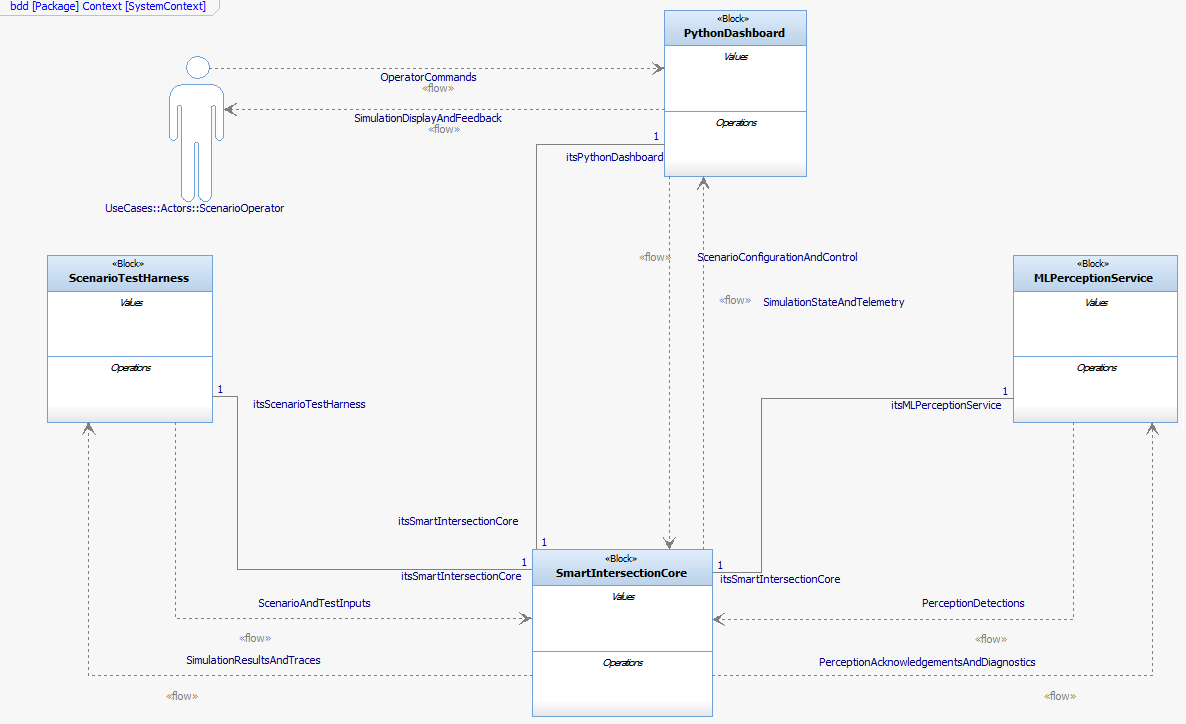 bdd [Package] Context [SystemContext]
«Block»
PythonDashboard
Values
Operations
OperatorCommands
«flow»
SimulationDisplayAndFeedback
«flow»
1
itsPythonDashboard
UseCases::Actors::ScenarioOperator
«Block»
ScenarioTestHarness
Values
Operations
«flow»
ScenarioConfigurationAndControl
«flow»
SimulationStateAndTelemetry
«Block»
MLPerceptionService
Values
Operations
1
itsScenarioTestHarness
1
itsMLPerceptionService
itsSmartIntersectionCore
1
1
itsSmartIntersectionCore
«Block»
SmartIntersectionCore
Values
Operations
1
itsSmartIntersectionCore
ScenarioAndTestInputs
«flow»
SimulationResultsAndTraces
«flow»
PerceptionDetections
«flow»
PerceptionAcknowledgementsAndDiagnostics
«flow»